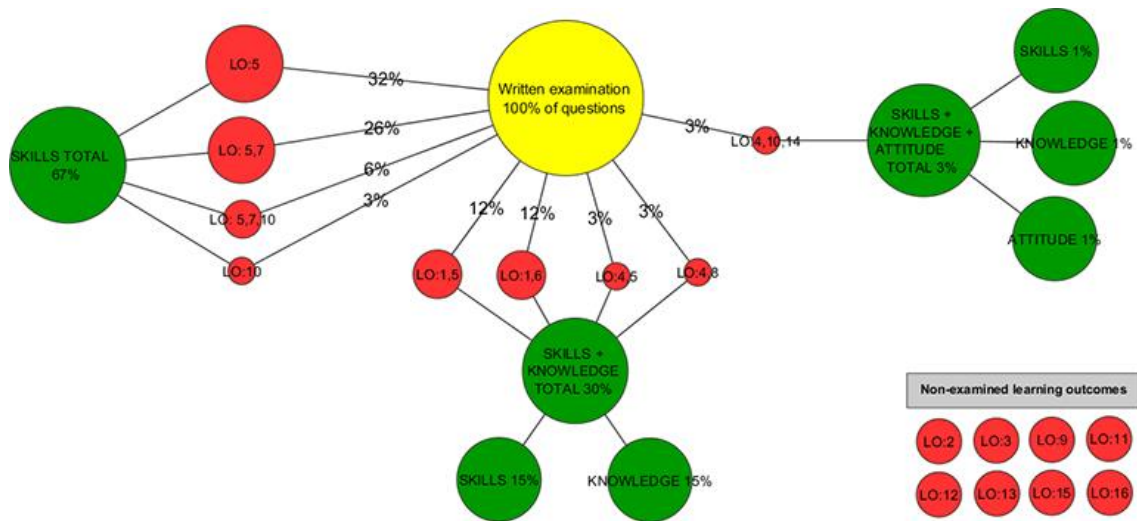 LO:5
32%
Written examination
100% of questions
SKILLS 1%
SKILLS TOTAL
67%
LO: 5,7
26%
3%
LO:4,10,14
SKILLS +
KNOWLEDGE +
ATTITUDE
TOTAL 3%
KNOWLEDGE 1%
6%
LO: 5,7,10
3%
LO:10
12%
12%
3%
3%
ATTITUDE 1%
LO:1,5
LO:1,6
LO:4,5
LO:4,8
SKILLS +
KNOWLEDGE
TOTAL 30%
SKILLS 15%
KNOWLEDGE 15%
Non-examined learning outcomes
LO:2
LO:3
LO:9
LO:11
LO:12
LO:13
LO:15
LO:16